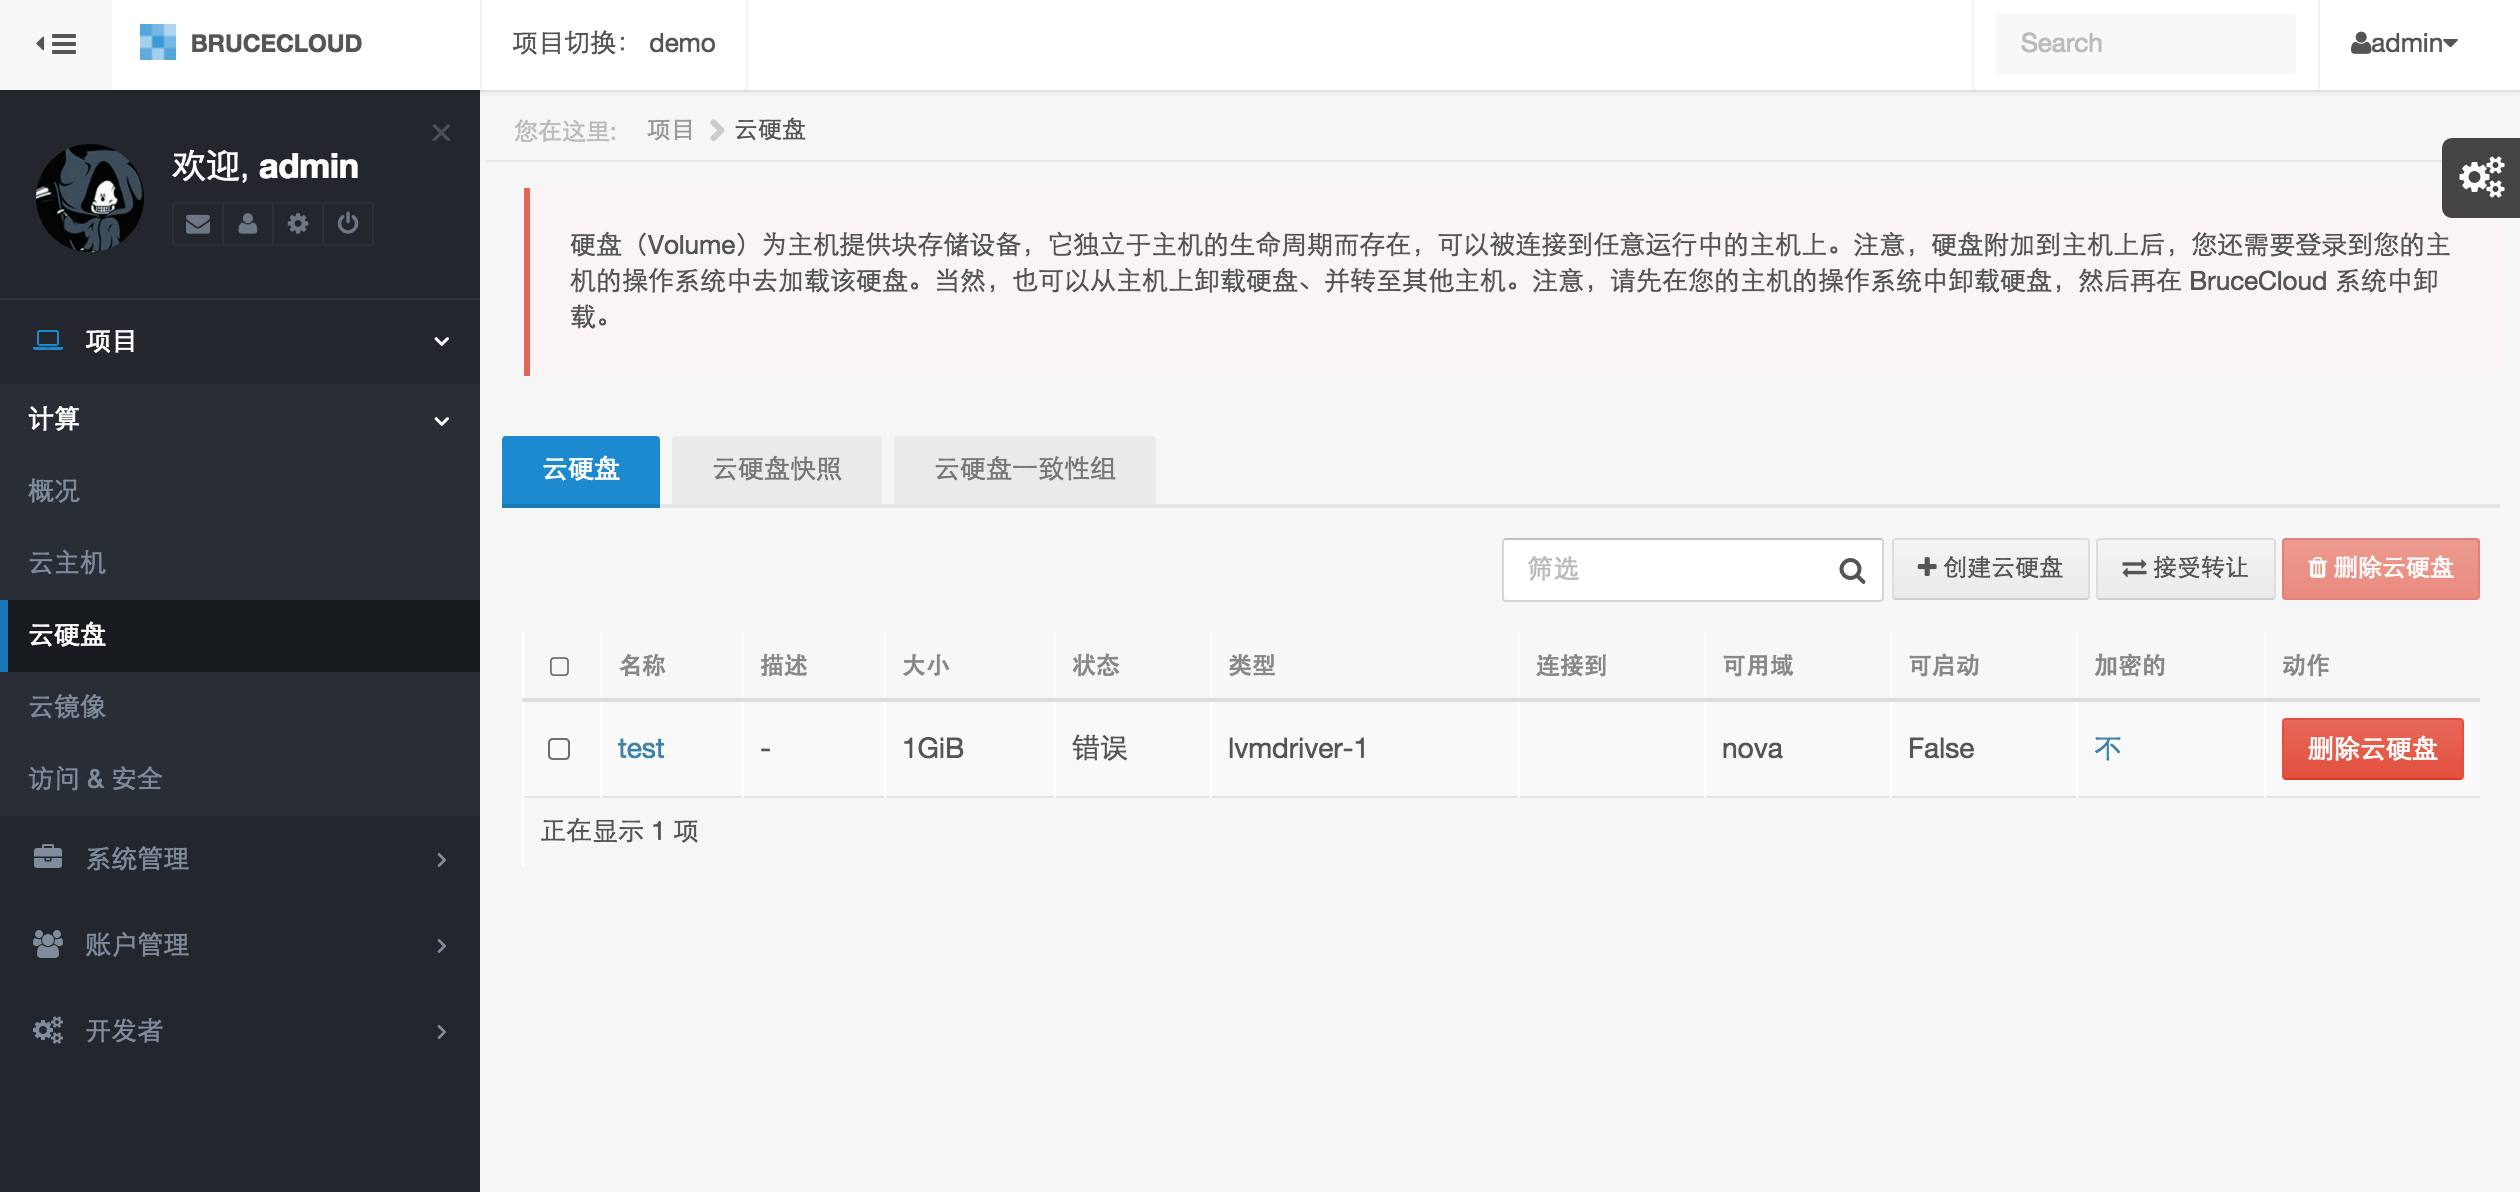 BRUCECLOUD
项目切换： demo
Search
admin
欢迎, admin
项目
计算
概况
云主机
云硬盘
云镜像
访问 & 安全
系统管理
账户管理
开发者
您在这里: 项目 云硬盘
硬盘（Volume）为主机提供块存储设备，它独立于主机的生命周期而存在，可以被连接到任意运行中的主机上。注意，硬盘附加到主机上后，您还需要登录到您的主
机的操作系统中去加载该硬盘。当然，也可以从主机上卸载硬盘、并转至其他主机。注意，请先在您的主机的操作系统中卸载硬盘，然后再在 BruceCloud 系统中卸
载。
云硬盘 云硬盘快照 云硬盘一致性组
筛选 创建云硬盘 接受转让 删除云硬盘
名称 描述 大小 状态 类型 连接到 可用域 可启动 加密的 动作
test - 1GiB 错误 lvmdriver-1 nova False 不 删除云硬盘
正在显示 1 项